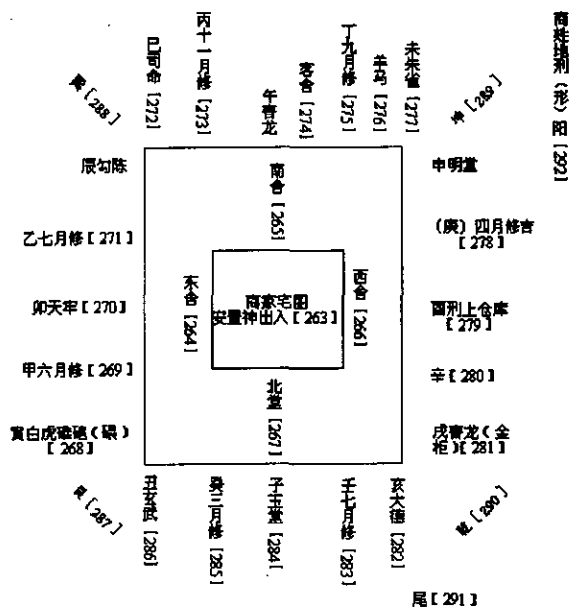 商姓地形（形）图［292］
巽［288］
巳司命［272］
丙十一月修［273］
午青龙
客舍［274］
丁九月修［275］
羊马［276］
未朱雀［277］
坤［289］
辰勾陈
申明堂
南舍［265］
乙七月修［271］
（庚）四月修吉
［278］
东舍［264］
商家宅图
安置神出入［263］
西舍［266］
卯天牢［270］
酉刑上仓库
［279］
甲六月修［269］
辛［280］
北堂［267］
寅白虎碓硙（碨）
［268］
戌青龙（金
柜）［281］
艮［287］
丑玄武［286］
癸三月修［285］
子玉堂［284］
壬七月修［283］
亥大德［282］
乾［290］
尾［291］